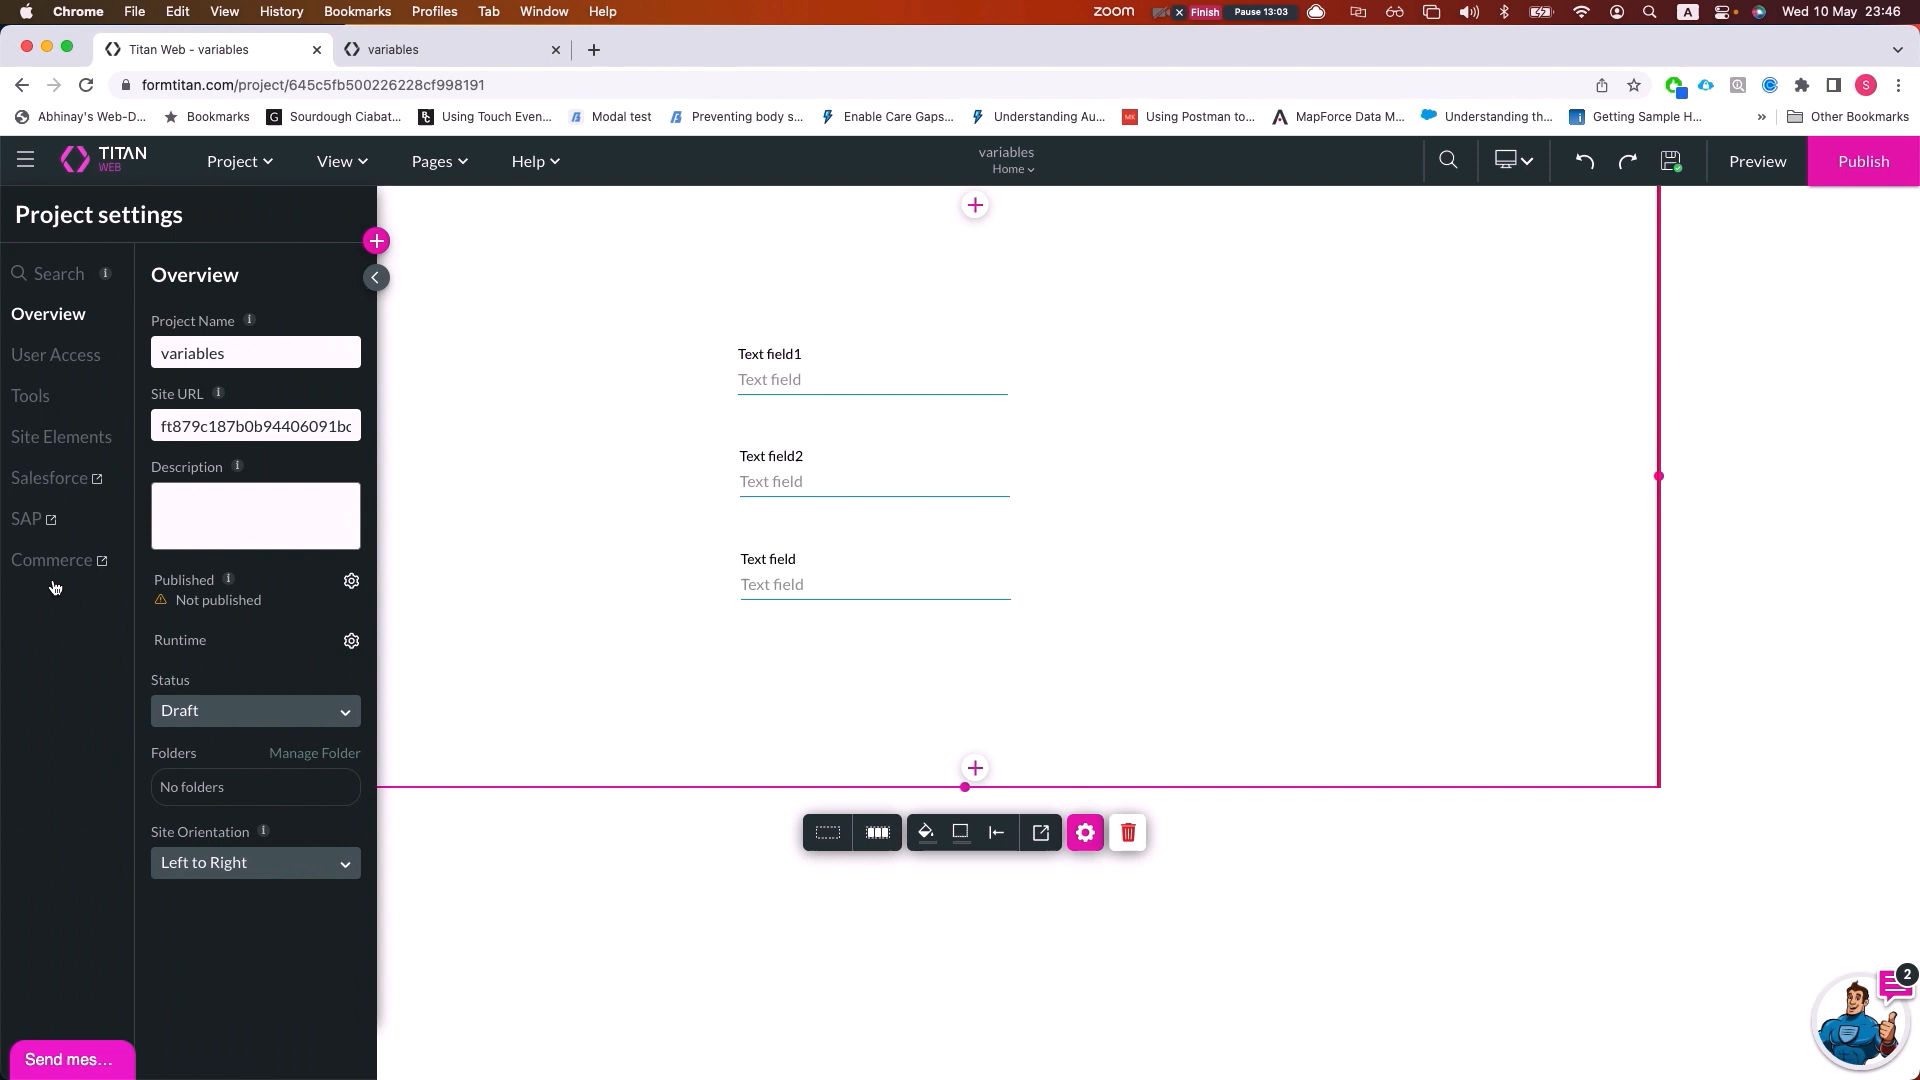 Chrome File Edit View History Bookmarks Profiles Tab Window Help
zoom Finish Pause 13:03 A Wed 10 May 23:46
Titan Web - variables
variables
formtitan.com/project/645c5fb500226228cf998191
S
Abhinay's Web-D... Bookmarks Sourdough Ciabat... Using Touch Even... Modal test Preventing body s... Enable Care Gaps... Understanding Au... Using Postman to... MapForce Data M... Understanding th... Getting Sample H... » Other Bookmarks
TITAN
WEB
Project View Pages Help
variables
Home
Preview
Publish
Project settings
Search
Overview
User Access
Tools
Site Elements
Salesforce
SAP
Commerce
Overview
Project Name
variables
Site URL
ft879c187b0b94406091bc
Description
Published
Not published
Runtime
Status
Draft
Folders Manage Folder
No folders
Site Orientation
Left to Right
Text field1
Text field
Text field2
Text field
Text field
Text field
2
Send mes...